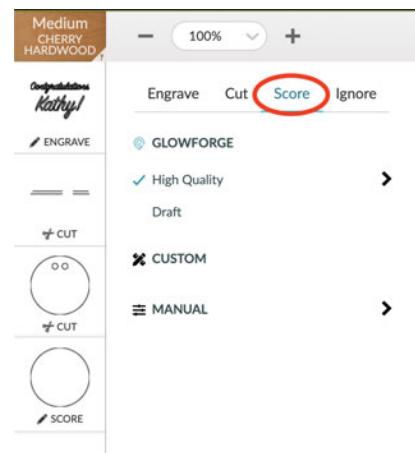 Medium
CHERRY
HARDWOOD
100%
Congratulations
Kathy!
ENGRAVE
CUT
CUT
SCORE
Engrave Cut Score Ignore
GLOWFORGE
High Quality
Draft
CUSTOM
MANUAL